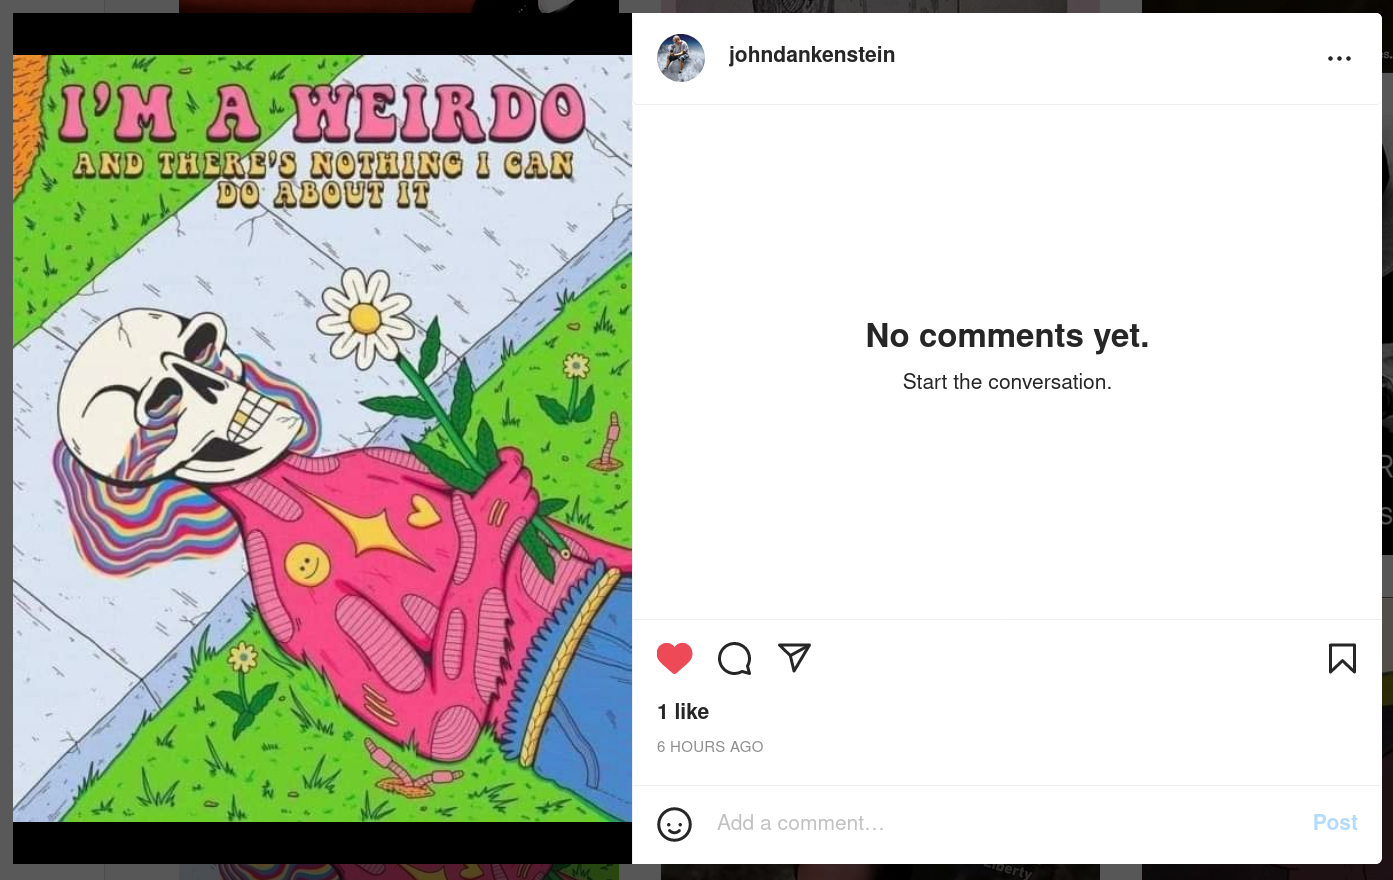 I'M A WEIRDO
AND THERE'S NOTHING I CAN
DO ABOUT IT
johndankenstein
No comments yet.
Start the conversation.
1 like
6 HOURS AGO
Add a comment...
Post
Liberty